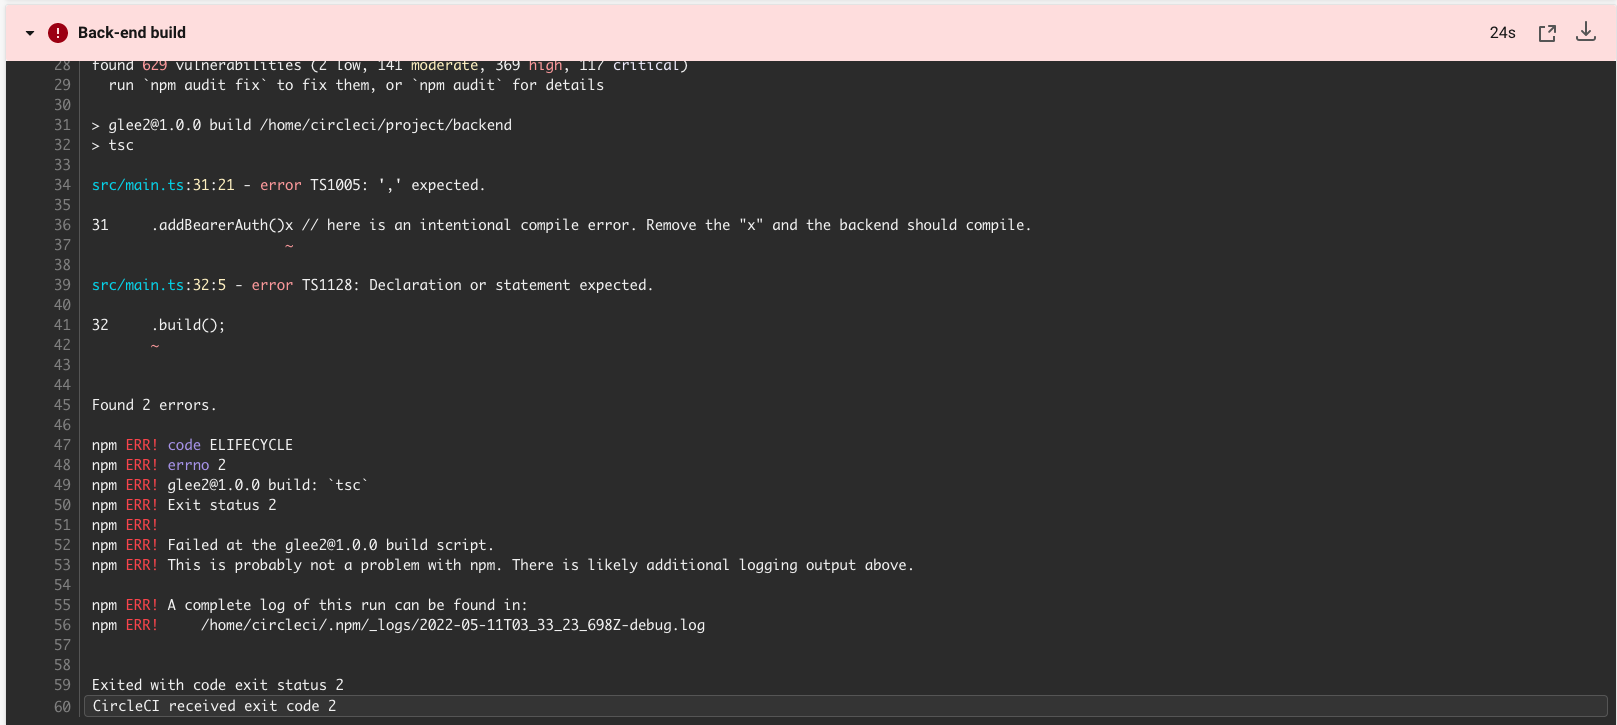 Back-end build
24s
28 found 629 vulnerabilities (2 low, 141 moderate, 369 high, 117 critical)
29   run `npm audit fix` to fix them, or `npm audit` for details
30
31 > glee2@1.0.0 build /home/circleci/project/backend
32 > tsc
33
34 src/main.ts:31:21 - error TS1005: ',' expected.
35
36 31     .addBearerAuth()x // here is an intentional compile error. Remove the "x" and the backend should compile.
37                        ~
38
39 src/main.ts:32:5 - error TS1128: Declaration or statement expected.
40
41 32     .build();
42        ~
43
44
45 Found 2 errors.
46
47 npm ERR! code ELIFECYCLE
48 npm ERR! errno 2
49 npm ERR! glee2@1.0.0 build: `tsc`
50 npm ERR! Exit status 2
51 npm ERR!
52 npm ERR! Failed at the glee2@1.0.0 build script.
53 npm ERR! This is probably not a problem with npm. There is likely additional logging output above.
54
55 npm ERR! A complete log of this run can be found in:
56 npm ERR!     /home/circleci/.npm/_logs/2022-05-11T03_33_23_698Z-debug.log
57
58
59 Exited with code exit status 2
60 CircleCI received exit code 2